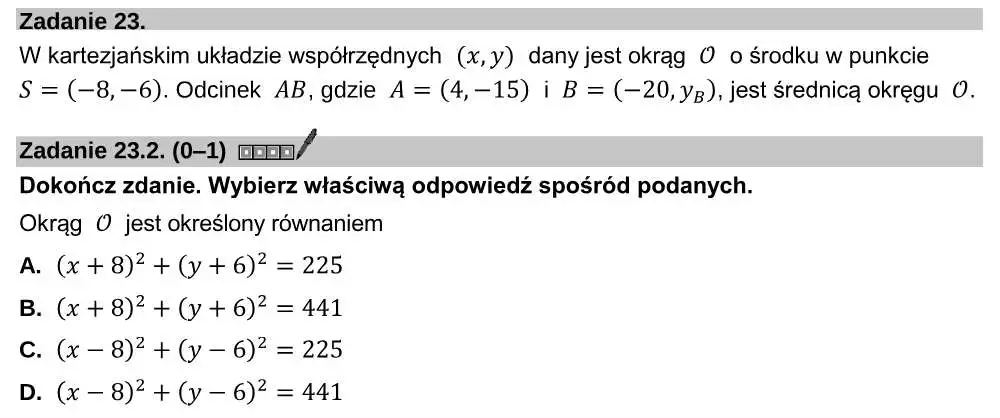 Zadanie 23.
W kartezjańskim układzie współrzędnych (x, y) dany jest okrąg 𝒪 o środku w punkcie
S = (−8, −6). Odcinek AB, gdzie A = (4, −15) i B = (−20, y_B), jest średnicą okręgu 𝒪.
Zadanie 23.2. (0–1)
Dokończ zdanie. Wybierz właściwą odpowiedź spośród podanych.
Okrąg 𝒪 jest określony równaniem
A. (x + 8)² + (y + 6)² = 225
B. (x + 8)² + (y + 6)² = 441
C. (x − 8)² + (y − 6)² = 225
D. (x − 8)² + (y − 6)² = 441